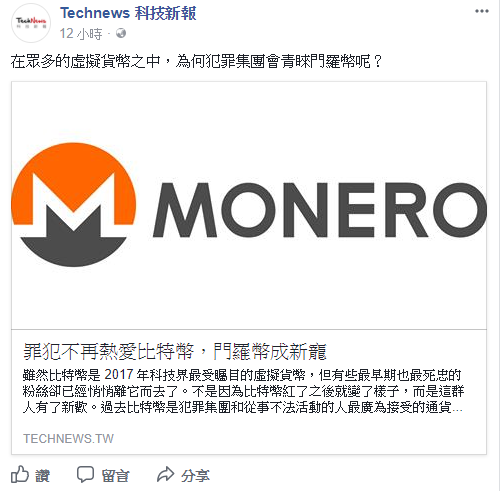 TechNews
Technews 科技新報
12 小時 ·
在眾多的虛擬貨幣之中，為何犯罪集團會青睞門羅幣呢？
MONERO
罪犯不再熱愛比特幣，門羅幣成新寵
雖然比特幣是 2017 年科技界最受矚目的虛擬貨幣，但有些最早期也最死忠的
粉絲卻已經悄悄離它而去了。不是因為比特幣紅了之後就變了樣子，而是這群
人有了新歡。過去比特幣是犯罪集團和從事不法活動的人最廣為接受的通貨...
TECHNEWS.TW
讚 留言 分享